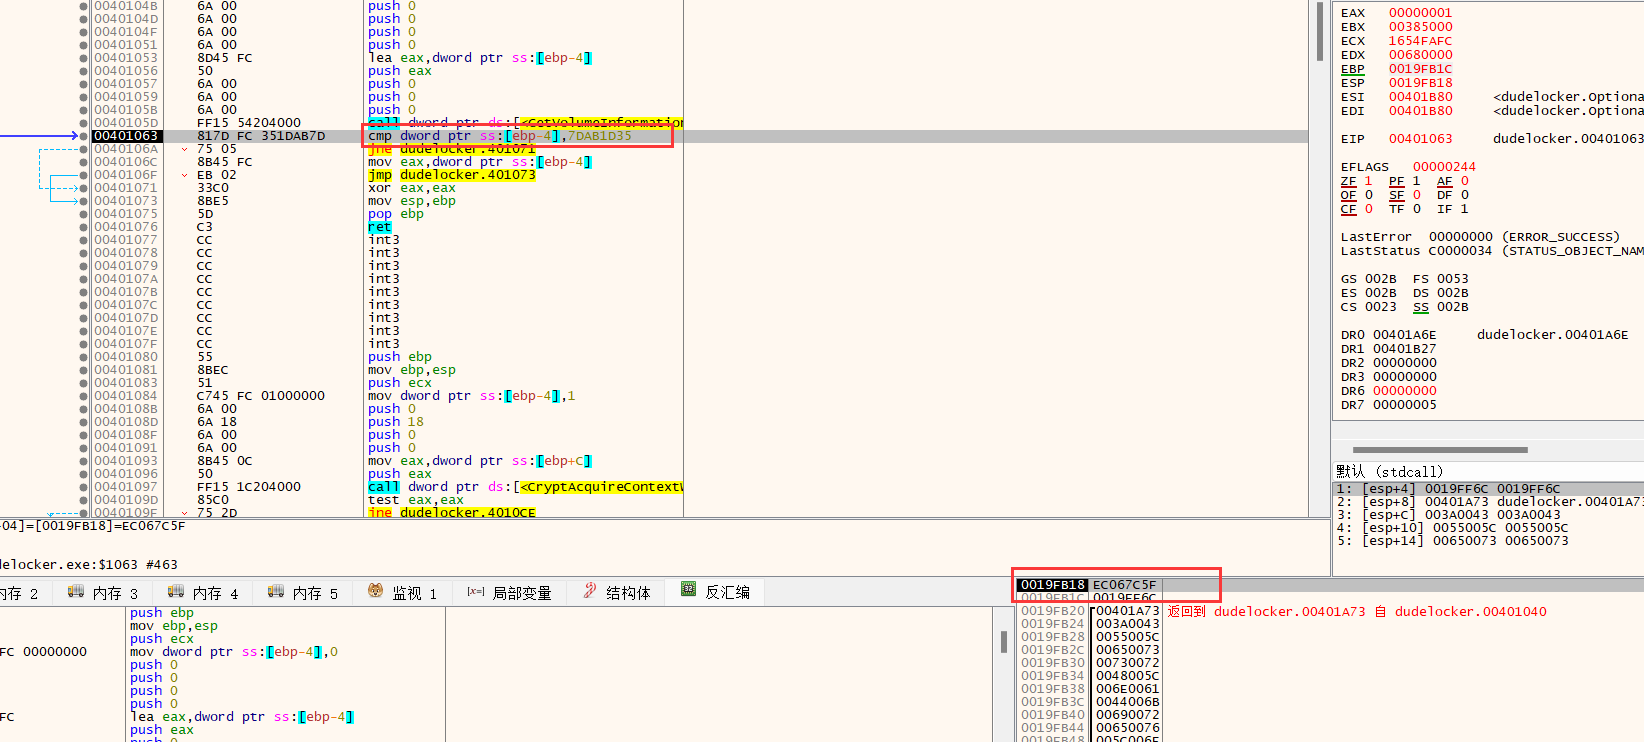 0040104B 6A 00 push 0
0040104D 6A 00 push 0
0040104F 6A 00 push 0
00401051 6A 00 push 0
00401053 8D45 FC lea eax,dword ptr ss:[ebp-4]
00401056 50 push eax
00401057 6A 00 push 0
00401059 6A 00 push 0
0040105B 6A 00 push 0
0040105D FF15 54204000 call dword ptr ds:[<GetVolumeInformation
00401063 817D FC 351DAB7D cmp dword ptr ss:[ebp-4],7DAB1D35
0040106A 75 05 jne dudelocker.401071
0040106C 8B45 FC mov eax,dword ptr ss:[ebp-4]
0040106F EB 02 jmp dudelocker.401073
00401071 33C0 xor eax,eax
00401073 8BE5 mov esp,ebp
00401075 5D pop ebp
00401076 C3 ret
00401077 CC int3
00401078 CC int3
00401079 CC int3
0040107A CC int3
0040107B CC int3
0040107C CC int3
0040107D CC int3
0040107E CC int3
0040107F CC int3
00401080 55 push ebp
00401081 8BEC mov ebp,esp
00401083 51 push ecx
00401084 C745 FC 01000000 mov dword ptr ss:[ebp-4],1
0040108B 6A 00 push 0
0040108D 6A 18 push 18
0040108F 6A 00 push 0
00401091 6A 00 push 0
00401093 8B45 0C mov eax,dword ptr ss:[ebp+C]
00401096 50 push eax
00401097 FF15 1C204000 call dword ptr ds:[<CryptAcquireContextW
0040109D 85C0 test eax,eax
0040109F 75 2D jne dudelocker.4010CE
EAX 00000001
EBX 00385000
ECX 1654FAFC
EDX 00680000
EBP 0019FB1C
ESP 0019FB18
ESI 00401B80 <dudelocker.Optiona
EDI 00401B80 <dudelocker.Optiona
EIP 00401063 dudelocker.00401063
EFLAGS 00000244
ZF 1 PF 1 AF 0
OF 0 SF 0 DF 0
CF 0 TF 0 IF 1
LastError 00000000 (ERROR_SUCCESS)
LastStatus C0000034 (STATUS_OBJECT_NAM
GS 002B FS 0053
ES 002B DS 002B
CS 0023 SS 002B
DR0 00401A6E dudelocker.00401A6E
DR1 00401B27
DR2 00000000
DR3 00000000
DR6 00000000
DR7 00000005
默认 (stdcall)
1: [esp+4] 0019FF6C 0019FF6C
2: [esp+8] 00401A73 dudelocker.00401A73
3: [esp+C] 003A0043 003A0043
4: [esp+10] 0055005C 0055005C
5: [esp+14] 00650073 00650073
-04]=[0019FB18]=EC067C5F
delocker.exe:$1063 #463
内存 2 内存 3 内存 4 内存 5 监视 1 [x=] 局部变量 结构体 反汇编
push ebp
mov ebp,esp
push ecx
FC 00000000 mov dword ptr ss:[ebp-4],0
push 0
push 0
push 0
push 0
FC lea eax,dword ptr ss:[ebp-4]
push eax
0019FB18 EC067C5F
0019FB1C 0019FF6C
0019FB20 00401A73 返回到 dudelocker.00401A73 自 dudelocker.00401040
0019FB24 003A0043
0019FB28 0055005C
0019FB2C 00650073
0019FB30 00730072
0019FB34 0048005C
0019FB38 006E0061
0019FB3C 0044006B
0019FB40 00690072
0019FB44 00650076
0019FB48 005C006F